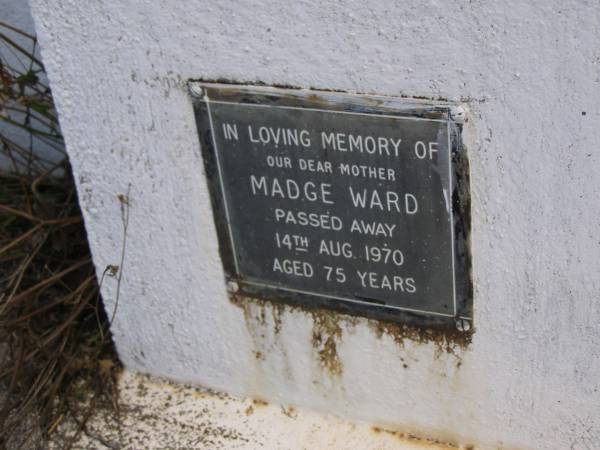 IN LOVING MEMORY OF
OUR DEAR MOTHER
MADGE WARD
PASSED AWAY
14TH AUG. 1970
AGED 75 YEARS